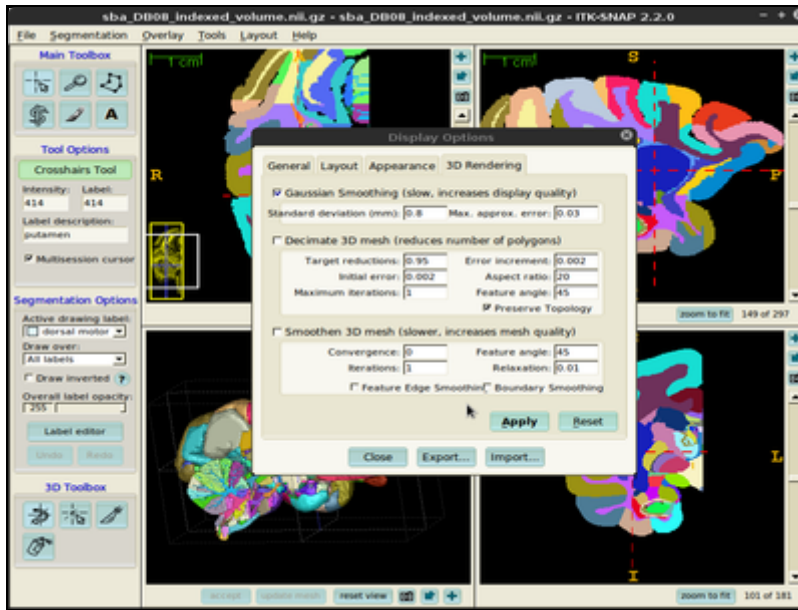 sba_DB08_indexed_volume.nii.gz - sba_DB08_indexed_volume.nii.gz - ITK-SNAP 2.2.0
File Segmentation Overlay Tools Layout Help
Main Toolbox
A
Tool Options
Crosshairs Tool
Intensity: Label:
414 414
Label description:
putamen
Multisession cursor
Segmentation Options
Active drawing label:
dorsal motor
Draw over:
All labels
Draw inverted ?
Overall label opacity:
255
Label editor
Undo Redo
3D Toolbox
1 cm
R
1 cm
S
P
zoom to fit 149 of 297
Display Options
General Layout Appearance 3D Rendering
Gaussian Smoothing (slow, increases display quality)
Standard deviation (mm): 0.8 Max. approx. error: 0.03
Decimate 3D mesh (reduces number of polygons)
Target reductions: 0.95 Error increment: 0.002
Initial error: 0.002 Aspect ratio: 20
Maximum iterations: 1 Feature angle: 45
Preserve Topology
Smoothen 3D mesh (slower, increases mesh quality)
Convergence: 0 Feature angle: 45
Iterations: 1 Relaxation: 0.01
Feature Edge Smoothin Boundary Smoothing
Apply Reset
Close Export... Import...
L
I
accept update mesh reset view
zoom to fit 101 of 181